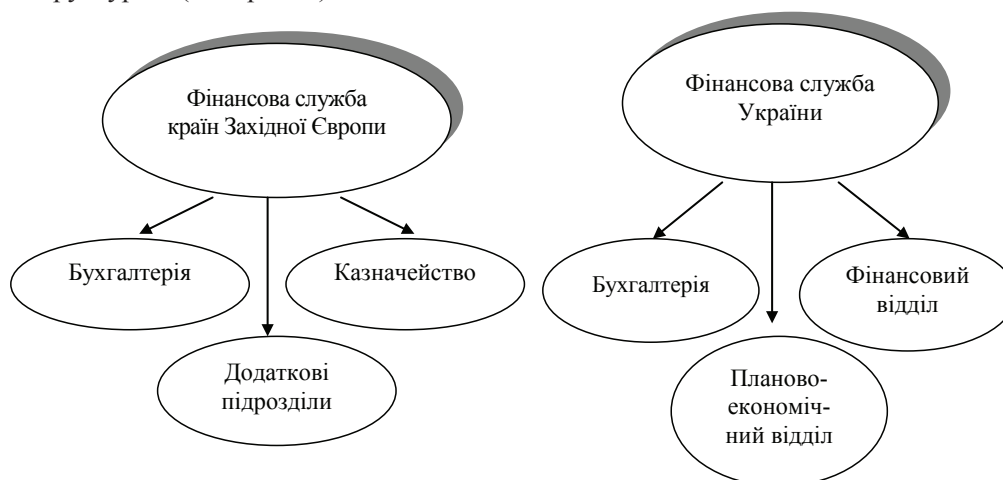 Фінансова служба
країн Західної Європи
Бухгалтерія
Казначейство
Додаткові
підрозділи
Фінансова служба
України
Бухгалтерія
Фінансовий
відділ
Планово-
економіч-
ний відділ